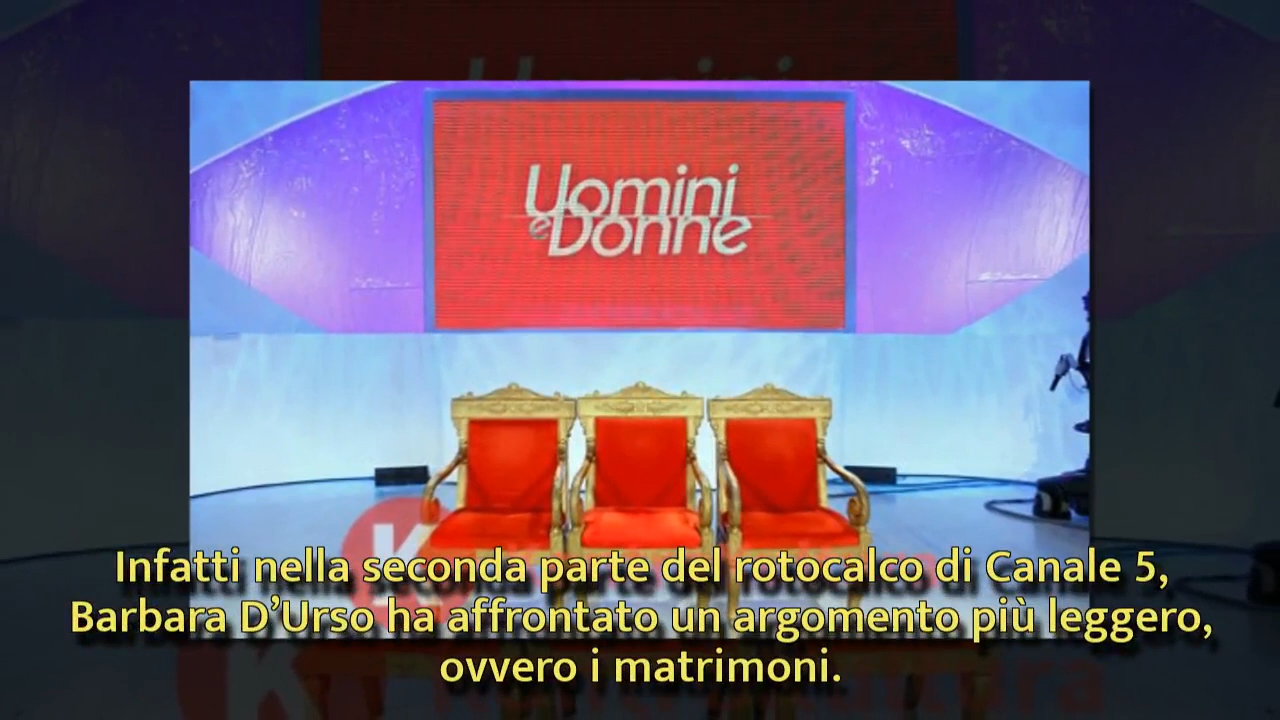 Uomini
e Donne
K
Infatti nella seconda parte del rotocalco di Canale 5,
Barbara D’Urso ha affrontato un argomento più leggero,
ovvero i matrimoni.